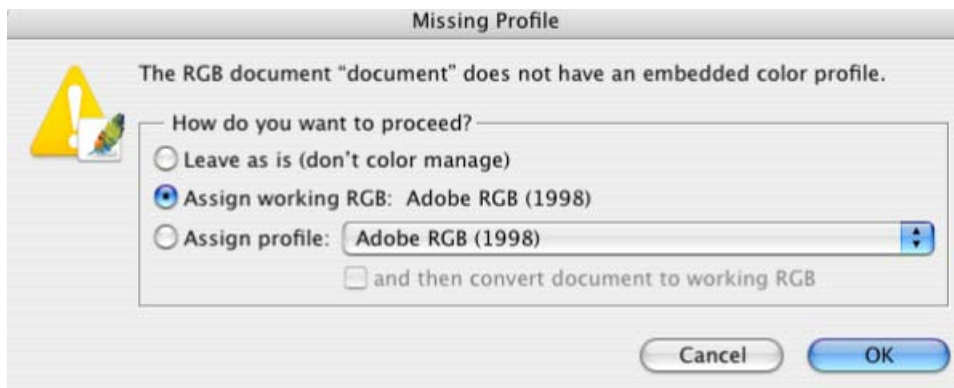 Missing Profile
The RGB document “document” does not have an embedded color profile.
How do you want to proceed?
Leave as is (don't color manage)
Assign working RGB: Adobe RGB (1998)
Assign profile: Adobe RGB (1998)
and then convert document to working RGB
Cancel OK